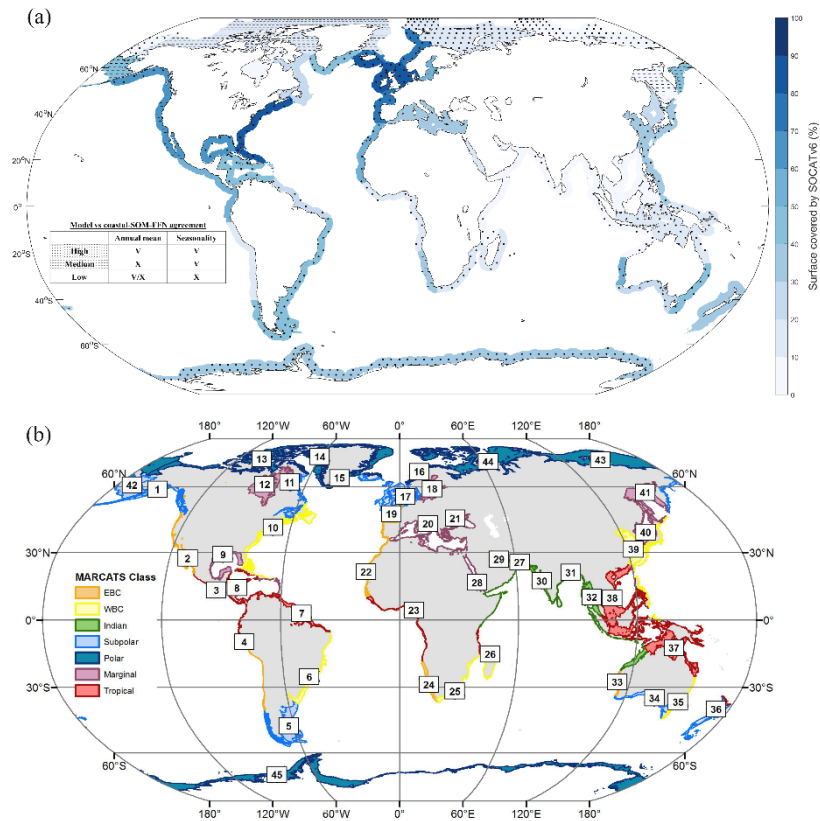 (a)
60°N
40°N
20°N
0°
20°S
40°S
60°S
Model vs coastal-SOM-FFN agreement
Annual mean Seasonality
High V V
Medium X V
Low V/X X
100
90
80
70
60
50
40
30
20
10
0
Surface covered by SOCATv6 (%)
(b)
180° 120°W 60°W 0° 60°E 120°E 180°
60°N 60°N
30°N 30°N
0° 0°
30°S 30°S
60°S 60°S
13 14 16 44 43
42 1 12 11 15 17 18 41
10 19 20 21 40
2 9 22 28 29 27 30 31 39
3 8 7 23 32 38
4 26 37
6 24 25 33 34 35 36
5
45
MARCATS Class
EBC
WBC
Indian
Subpolar
Polar
Marginal
Tropical
180° 120°W 60°W 0° 60°E 120°E 180°